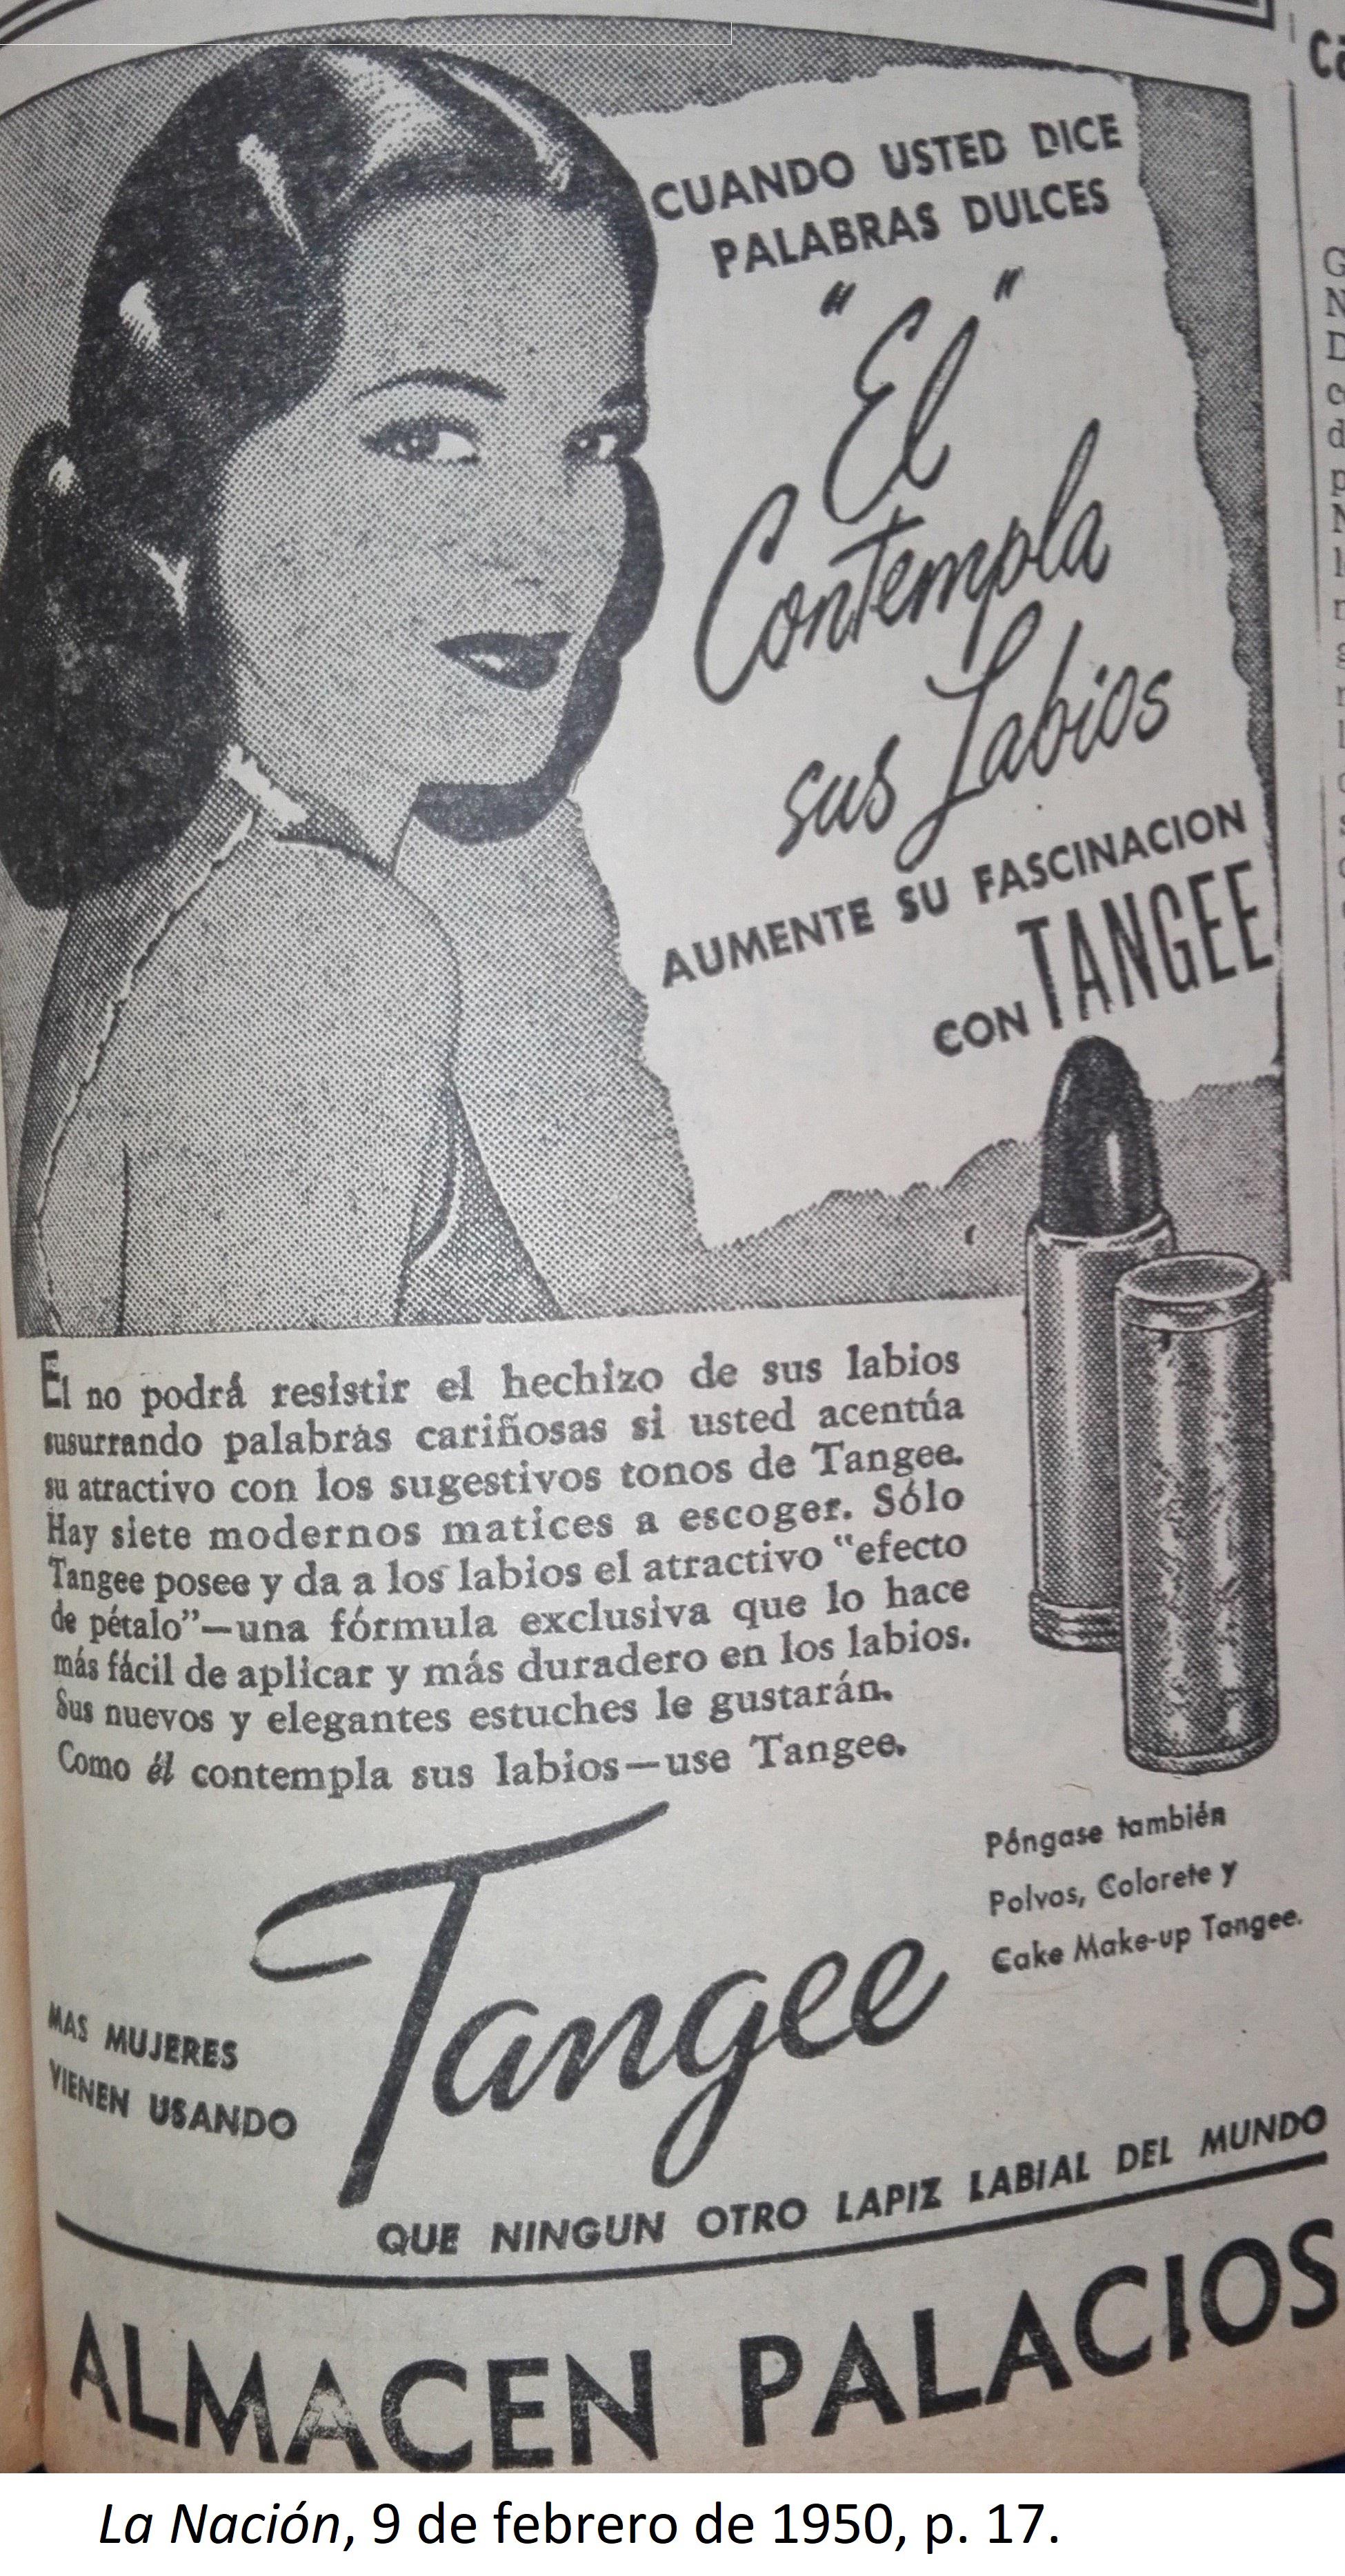 CUANDO USTED DICE
PALABRAS DULCES
"El"
Contempla
sus Labios
AUMENTE SU FASCINACION
CON TANGEE
El no podrá resistir el hechizo de sus labios
susurrando palabras cariñosas si usted acentúa
su atractivo con los sugestivos tonos de Tangee.
Hay siete modernos matices a escoger. Sólo
Tangee posee y da a los labios el atractivo "efecto
de pétalo"—una fórmula exclusiva que lo hace
más fácil de aplicar y más duradero en los labios.
Sus nuevos y elegantes estuches le gustarán.
Como él contempla sus labios—use Tangee.
Póngase también
Polvos, Colorete y
Cake Make-up Tangee.
MAS MUJERES
VIENEN USANDO
Tangee
QUE NINGUN OTRO LAPIZ LABIAL DEL MUNDO
ALMACEN PALACIOS
La Nación, 9 de febrero de 1950, p. 17.